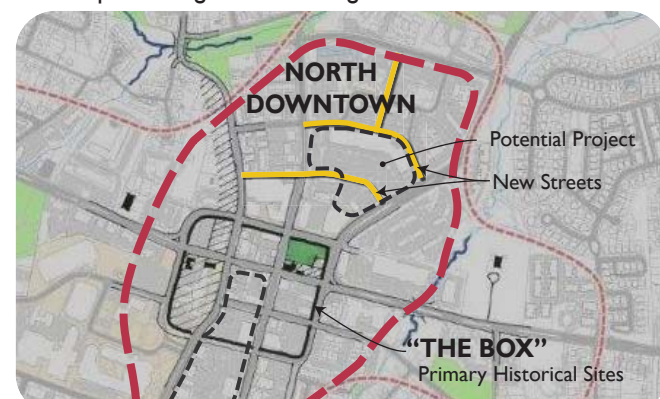 NORTH
DOWNTOWN
Potential Project
New Streets
“THE BOX”
Primary Historical Sites